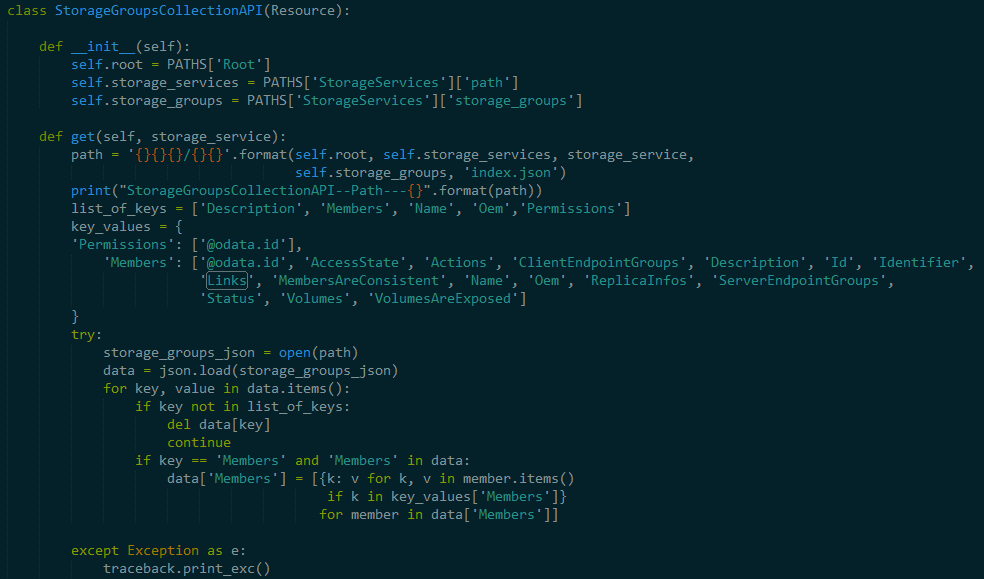 class StorageGroupsCollectionAPI(Resource):
def __init__(self):
self.root = PATHS['Root']
self.storage_services = PATHS['StorageServices']['path']
self.storage_groups = PATHS['StorageServices']['storage_groups']
def get(self, storage_service):
path = '{}{}{}/{}{}'.format(self.root, self.storage_services, storage_service,
self.storage_groups, 'index.json')
print("StorageGroupsCollectionAPI--Path---{}".format(path))
list_of_keys = ['Description', 'Members', 'Name', 'Oem','Permissions']
key_values = {
'Permissions': ['@odata.id'],
'Members': ['@odata.id', 'AccessState', 'Actions', 'ClientEndpointGroups', 'Description', 'Id', 'Identifier',
'Links', 'MembersAreConsistent', 'Name', 'Oem', 'ReplicaInfos', 'ServerEndpointGroups',
'Status', 'Volumes', 'VolumesAreExposed']
}
try:
storage_groups_json = open(path)
data = json.load(storage_groups_json)
for key, value in data.items():
if key not in list_of_keys:
del data[key]
continue
if key == 'Members' and 'Members' in data:
data['Members'] = [{k: v for k, v in member.items()
if k in key_values['Members']}
for member in data['Members']]
except Exception as e:
traceback.print_exc()